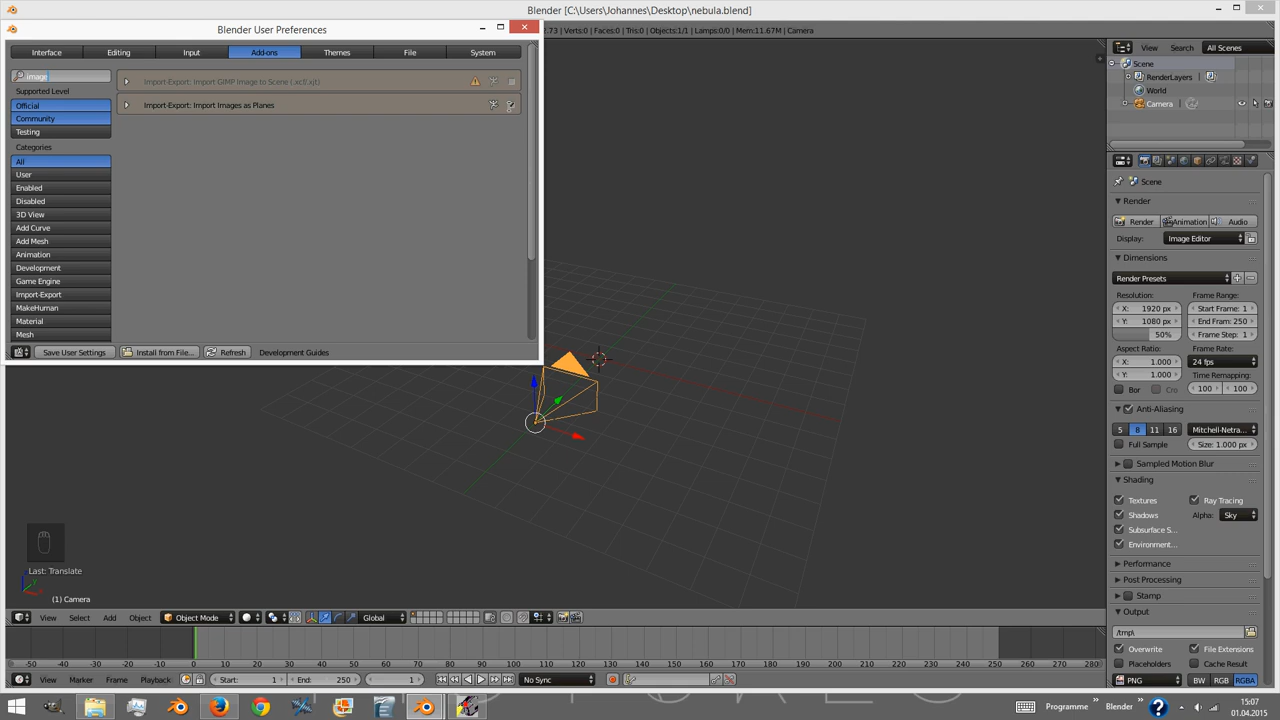 Blender [C:\Users\Johannes\Desktop\nebula.blend]
Blender User Preferences
2.73 | Verts:0 | Faces:0 | Tris:0 | Objects:1/1 | Lamps:0/0 | Mem:11.67M | Camera
Interface Editing Input Add-ons Themes File System
image
Supported Level
Official
Community
Testing
Categories
All
User
Enabled
Disabled
3D View
Add Curve
Add Mesh
Animation
Development
Game Engine
Import-Export
MakeHuman
Material
Mesh
Import-Export: Import GIMP Image to Scene (.xcf/.xjt)
Import-Export: Import Images as Planes
Save User Settings Install from File... Refresh Development Guides
View Search All Scenes
Scene
RenderLayers
World
Camera
Scene
Render
Render Animation Audio
Display: Image Editor
Dimensions
Render Presets
Resolution: Frame Range:
X: 1920 px Start Frame: 1
Y: 1080 px End Fram: 250
50% Frame Step: 1
Aspect Ratio: Frame Rate:
X: 1.000 24 fps
Y: 1.000 Time Remapping:
Bor Cro 100 100
Anti-Aliasing
5 8 11 16 Mitchell-Netra...
Full Sample Size: 1.000 px
Sampled Motion Blur
Shading
Textures Ray Tracing
Shadows Alpha: Sky
Subsurface S...
Environment...
Performance
Post Processing
Stamp
Output
/tmp\
Overwrite File Extensions
Placeholders Cache Result
PNG BW RGB RGBA
Last: Translate
(1) Camera
View Select Add Object Object Mode Global
-50 -40 -30 -20 -10 0 10 20 30 40 50 60 70 80 90 100 110 120 130 140 150 160 170 180 190 200 210 220 230 240 250 260 270 280
View Marker Frame Playback Start: 1 End: 250 1 No Sync
Programme » Blender »
15:07
01.04.2015